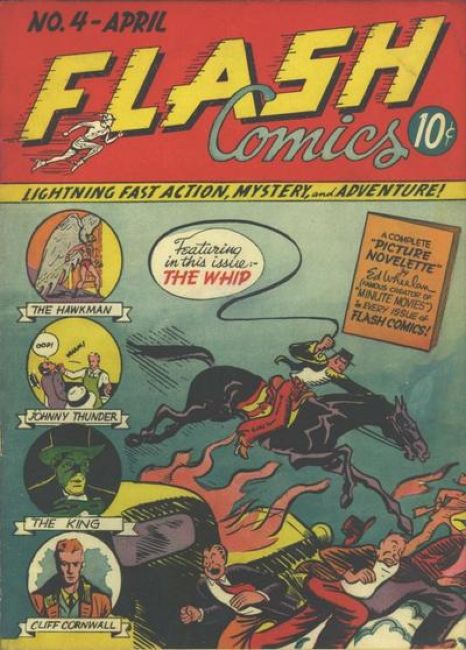 NO. 4 - APRIL
FLASH
Comics
10¢
LIGHTNING FAST ACTION, MYSTERY, and ADVENTURE!
Featuring
in this issue:-
THE WHIP
A COMPLETE
"PICTURE
NOVELETTE"
by
Ed Wheelan
(FAMOUS CREATOR OF
"MINUTE MOVIES")
in EVERY ISSUE OF
FLASH COMICS!
THE HAWKMAN
OOP!
WHAM!
JOHNNY THUNDER
THE KING
CLIFF CORNWALL